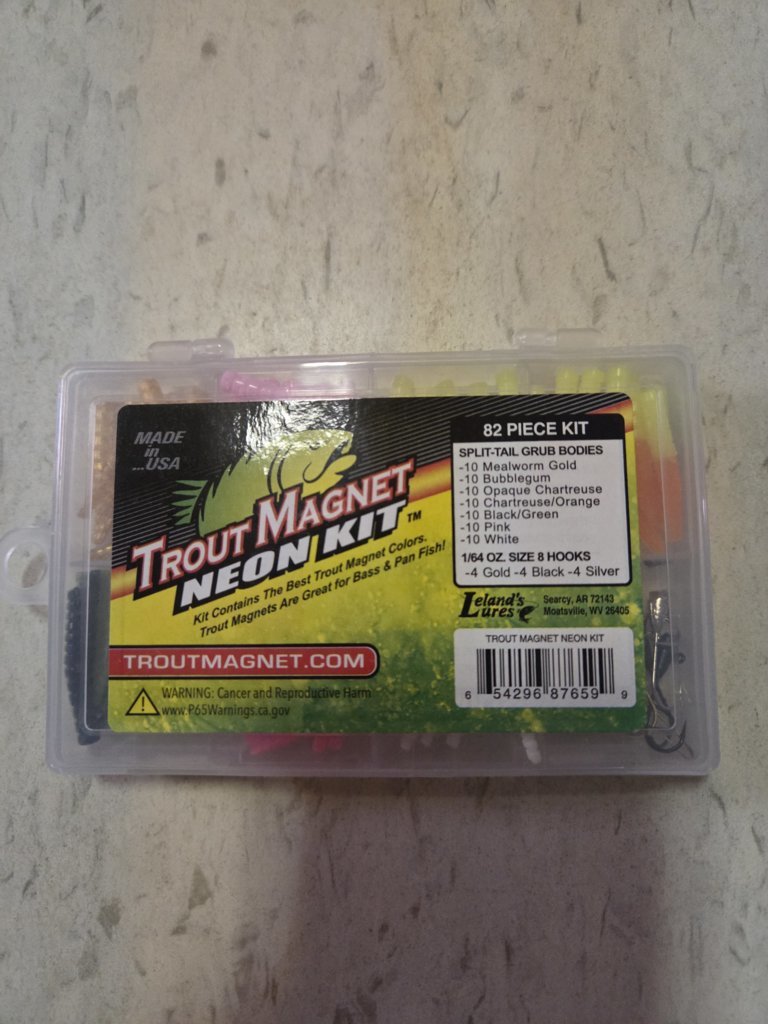 MADE
in
...USA
TROUT MAGNET
NEON KIT™
Kit Contains The Best Trout Magnet Colors.
Trout Magnets Are Great for Bass & Pan Fish!
TROUTMAGNET.COM
WARNING: Cancer and Reproductive Harm
www.P65Warnings.ca.gov
82 PIECE KIT
SPLIT-TAIL GRUB BODIES
-10 Mealworm Gold
-10 Bubblegum
-10 Opaque Chartreuse
-10 Chartreuse/Orange
-10 Black/Green
-10 Pink
-10 White
1/64 OZ. SIZE 8 HOOKS
-4 Gold -4 Black -4 Silver
Leland's
Lures
Searcy, AR 72143
Moatsville, WV 26405
TROUT MAGNET NEON KIT
6 54296 87659 9